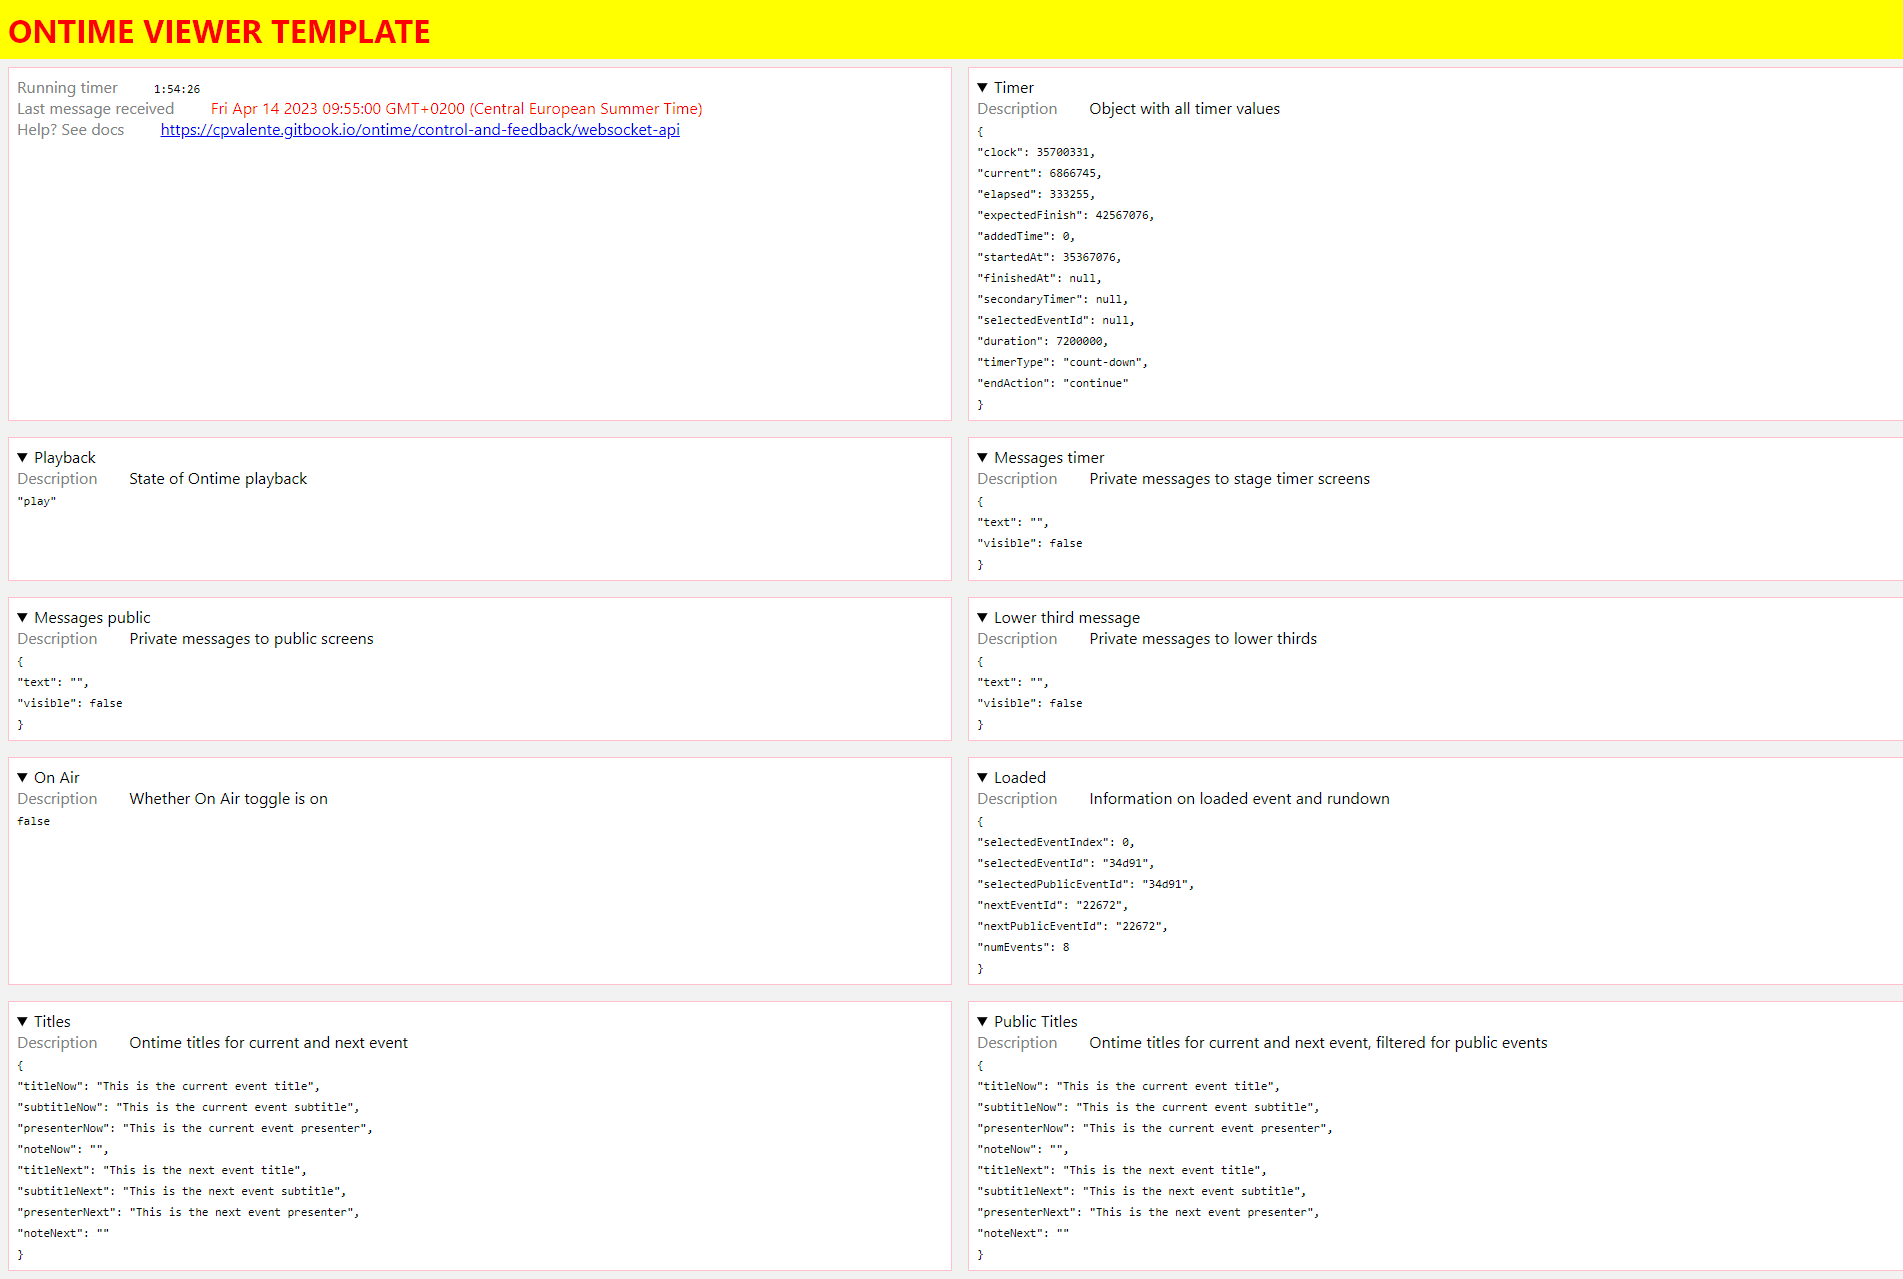 ONTIME VIEWER TEMPLATE
Running timer 1:54:26
Last message received Fri Apr 14 2023 09:55:00 GMT+0200 (Central European Summer Time)
Help? See docs https://cpvalente.gitbook.io/ontime/control-and-feedback/websocket-api
▼ Timer
Description Object with all timer values
{
"clock": 35700331,
"current": 6866745,
"elapsed": 333255,
"expectedFinish": 42567076,
"addedTime": 0,
"startedAt": 35367076,
"finishedAt": null,
"secondaryTimer": null,
"selectedEventId": null,
"duration": 7200000,
"timerType": "count-down",
"endAction": "continue"
}
▼ Playback
Description State of Ontime playback
"play"
▼ Messages timer
Description Private messages to stage timer screens
{
"text": "",
"visible": false
}
▼ Messages public
Description Private messages to public screens
{
"text": "",
"visible": false
}
▼ Lower third message
Description Private messages to lower thirds
{
"text": "",
"visible": false
}
▼ On Air
Description Whether On Air toggle is on
false
▼ Loaded
Description Information on loaded event and rundown
{
"selectedEventIndex": 0,
"selectedEventId": "34d91",
"selectedPublicEventId": "34d91",
"nextEventId": "22672",
"nextPublicEventId": "22672",
"numEvents": 8
}
▼ Titles
Description Ontime titles for current and next event
{
"titleNow": "This is the current event title",
"subtitleNow": "This is the current event subtitle",
"presenterNow": "This is the current event presenter",
"noteNow": "",
"titleNext": "This is the next event title",
"subtitleNext": "This is the next event subtitle",
"presenterNext": "This is the next event presenter",
"noteNext": ""
}
▼ Public Titles
Description Ontime titles for current and next event, filtered for public events
{
"titleNow": "This is the current event title",
"subtitleNow": "This is the current event subtitle",
"presenterNow": "This is the current event presenter",
"noteNow": "",
"titleNext": "This is the next event title",
"subtitleNext": "This is the next event subtitle",
"presenterNext": "This is the next event presenter",
"noteNext": ""
}